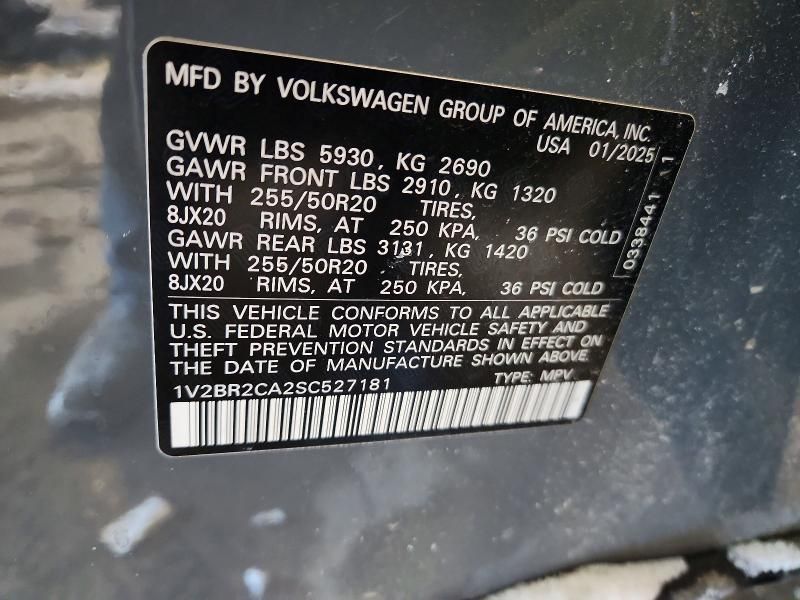 MFD BY VOLKSWAGEN GROUP OF AMERICA, INC.
USA 01/2025
GVWR LBS 5930, KG 2690
GAWR FRONT LBS 2910, KG 1320
WITH 255/50R20 TIRES,
8JX20 RIMS, AT 250 KPA, 36 PSI COLD
GAWR REAR LBS 3131, KG 1420
WITH 255/50R20 TIRES,
8JX20 RIMS, AT 250 KPA, 36 PSI COLD
THIS VEHICLE CONFORMS TO ALL APPLICABLE
U.S. FEDERAL MOTOR VEHICLE SAFETY AND
THEFT PREVENTION STANDARDS IN EFFECT ON
THE DATE OF MANUFACTURE SHOWN ABOVE.
1V2BR2CA2SC527181 TYPE: MPV
0338441 11